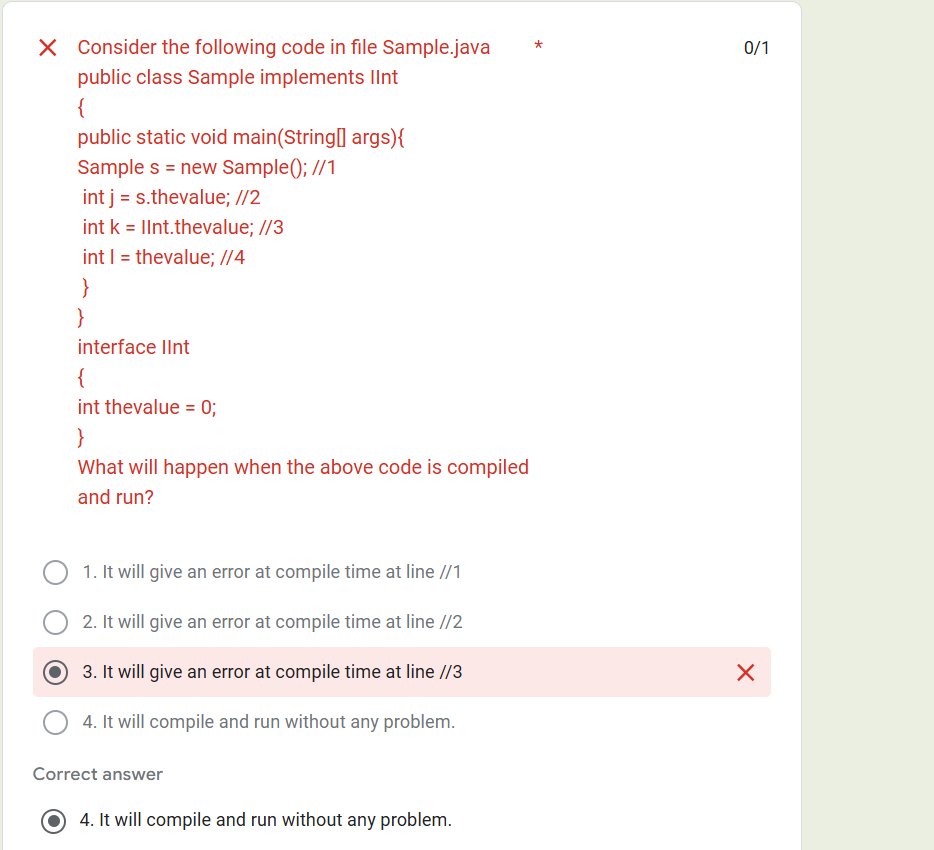 Consider the following code in file Sample.java * 0/1
public class Sample implements IInt
{
public static void main(String[] args){
Sample s = new Sample(); //1
int j = s.thevalue; //2
int k = IInt.thevalue; //3
int l = thevalue; //4
}
}
interface IInt
{
int thevalue = 0;
}
What will happen when the above code is compiled
and run?
1. It will give an error at compile time at line //1
2. It will give an error at compile time at line //2
3. It will give an error at compile time at line //3
4. It will compile and run without any problem.
Correct answer
4. It will compile and run without any problem.